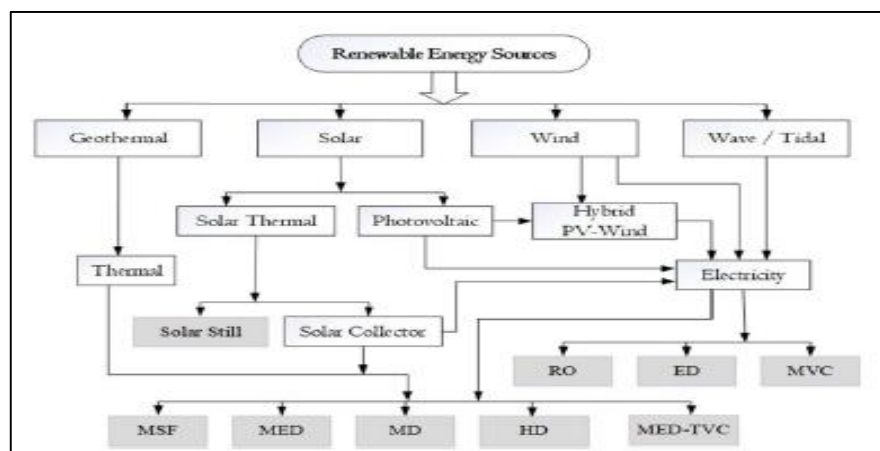 Renewable Energy Sources
Geothermal
Solar
Wind
Wave / Tidal
Solar Thermal
Photovoltaic
Hybrid
PV-Wind
Thermal
Electricity
Solar Still
Solar Collector
RO
ED
MVC
MSF
MED
MD
HD
MED-TVC